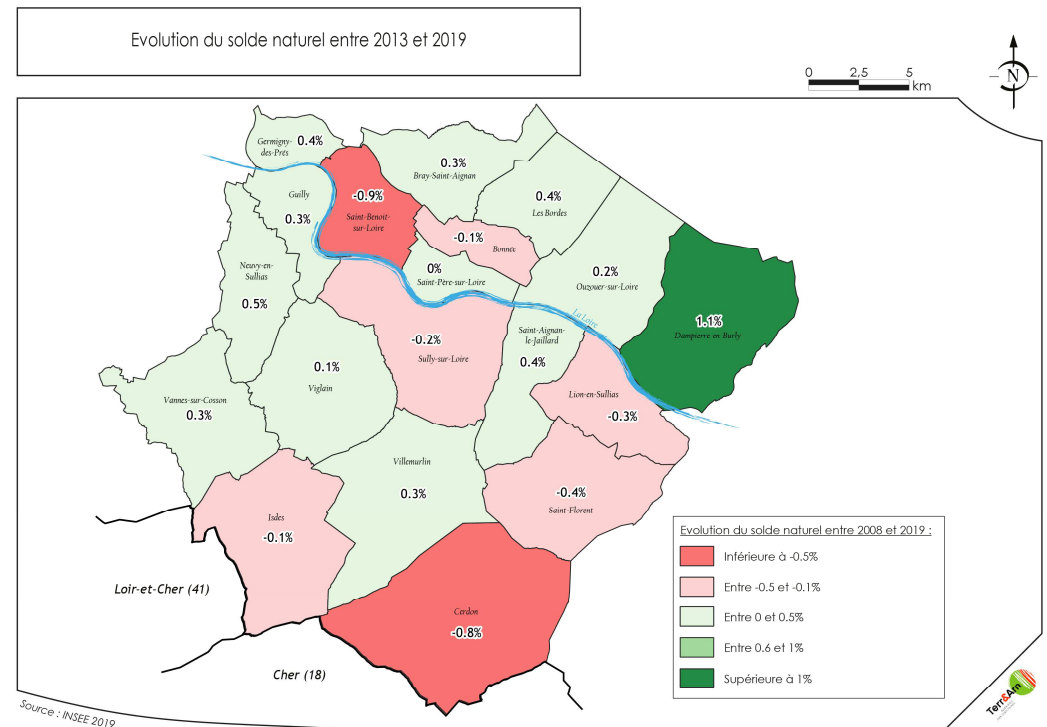 Evolution du solde naturel entre 2013 et 2019
0 2,5 5
km
N
Germigny-
des-Prés
0.4%
0.3%
Bray-Saint-Aignan
Guilly
0.3%
-0.9%
Saint-Benoit-
sur-Loire
0.4%
Les Bordes
-0.1%
Bonnée
Neuvy-en-
Sullias
0.5%
0%
Saint-Père-sur-Loire
0.2%
Ouzouer-sur-Loire
La Loire
1.1%
Dampierre en Burly
-0.2%
Sully-sur-Loire
Saint-Aignan-
le-Jaillard
0.4%
0.1%
Viglain
Vannes-sur-Cosson
0.3%
Lion-en-Sullias
-0.3%
Villemurlin
0.3%
-0.4%
Saint-Florent
Isdes
-0.1%
Cerdon
-0.8%
Loir-et-Cher (41)
Cher (18)
Evolution du solde naturel entre 2008 et 2019 :
Inférieure à -0.5%
Entre -0.5 et -0.1%
Entre 0 et 0.5%
Entre 0.6 et 1%
Supérieure à 1%
Source : INSEE 2019
Terr&Am